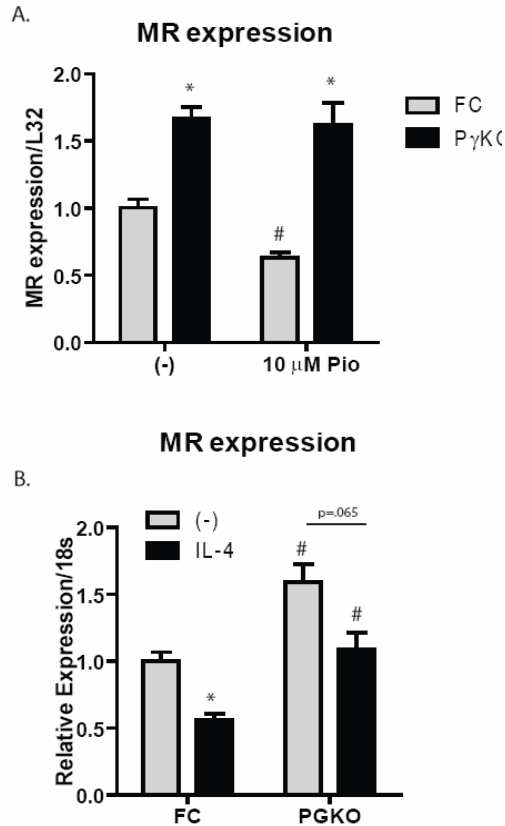 A.
MR expression
MR expression/L32
2.0
1.5
1.0
0.5
0.0
*
*
#
FC
PγKO
(-)
10 μM Pio
MR expression
B.
Relative Expression/18s
(-)
IL-4
p=.065
2.0
1.5
1.0
0.5
0.0
*
#
#
FC
PGKO